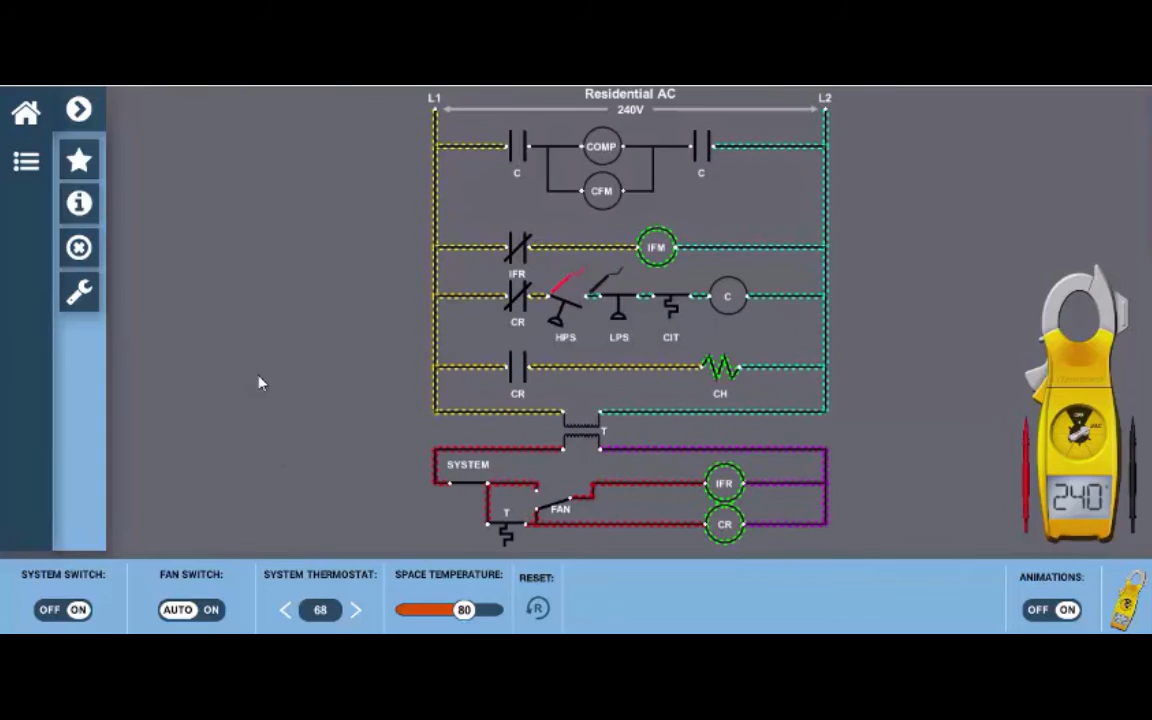 Residential AC
L1
L2
240V
COMP
C
C
CFM
IFM
IFR
C
CR
HPS
LPS
CIT
CR
CH
T
SYSTEM
IFR
FAN
T
CR
240
SYSTEM SWITCH:
OFF ON
FAN SWITCH:
AUTO ON
SYSTEM THERMOSTAT:
68
SPACE TEMPERATURE:
80
RESET:
R
ANIMATIONS:
OFF ON